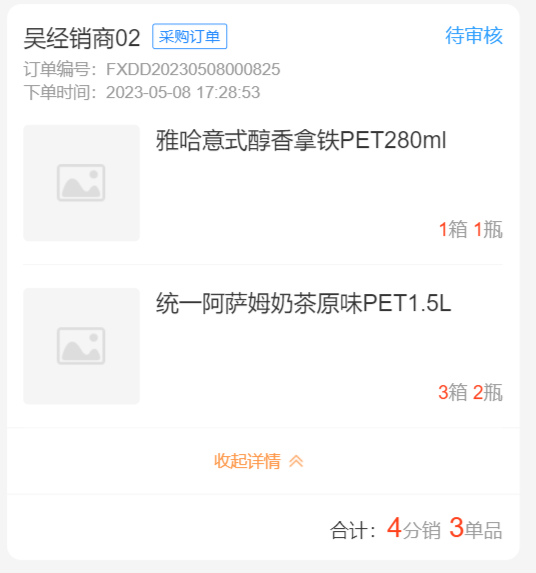 吴经销商02 采购订单 待审核
订单编号：FXDD20230508000825
下单时间：2023-05-08 17:28:53
雅哈意式醇香拿铁PET280ml
1箱 1瓶
统一阿萨姆奶茶原味PET1.5L
3箱 2瓶
收起详情
合计：4分销 3单品